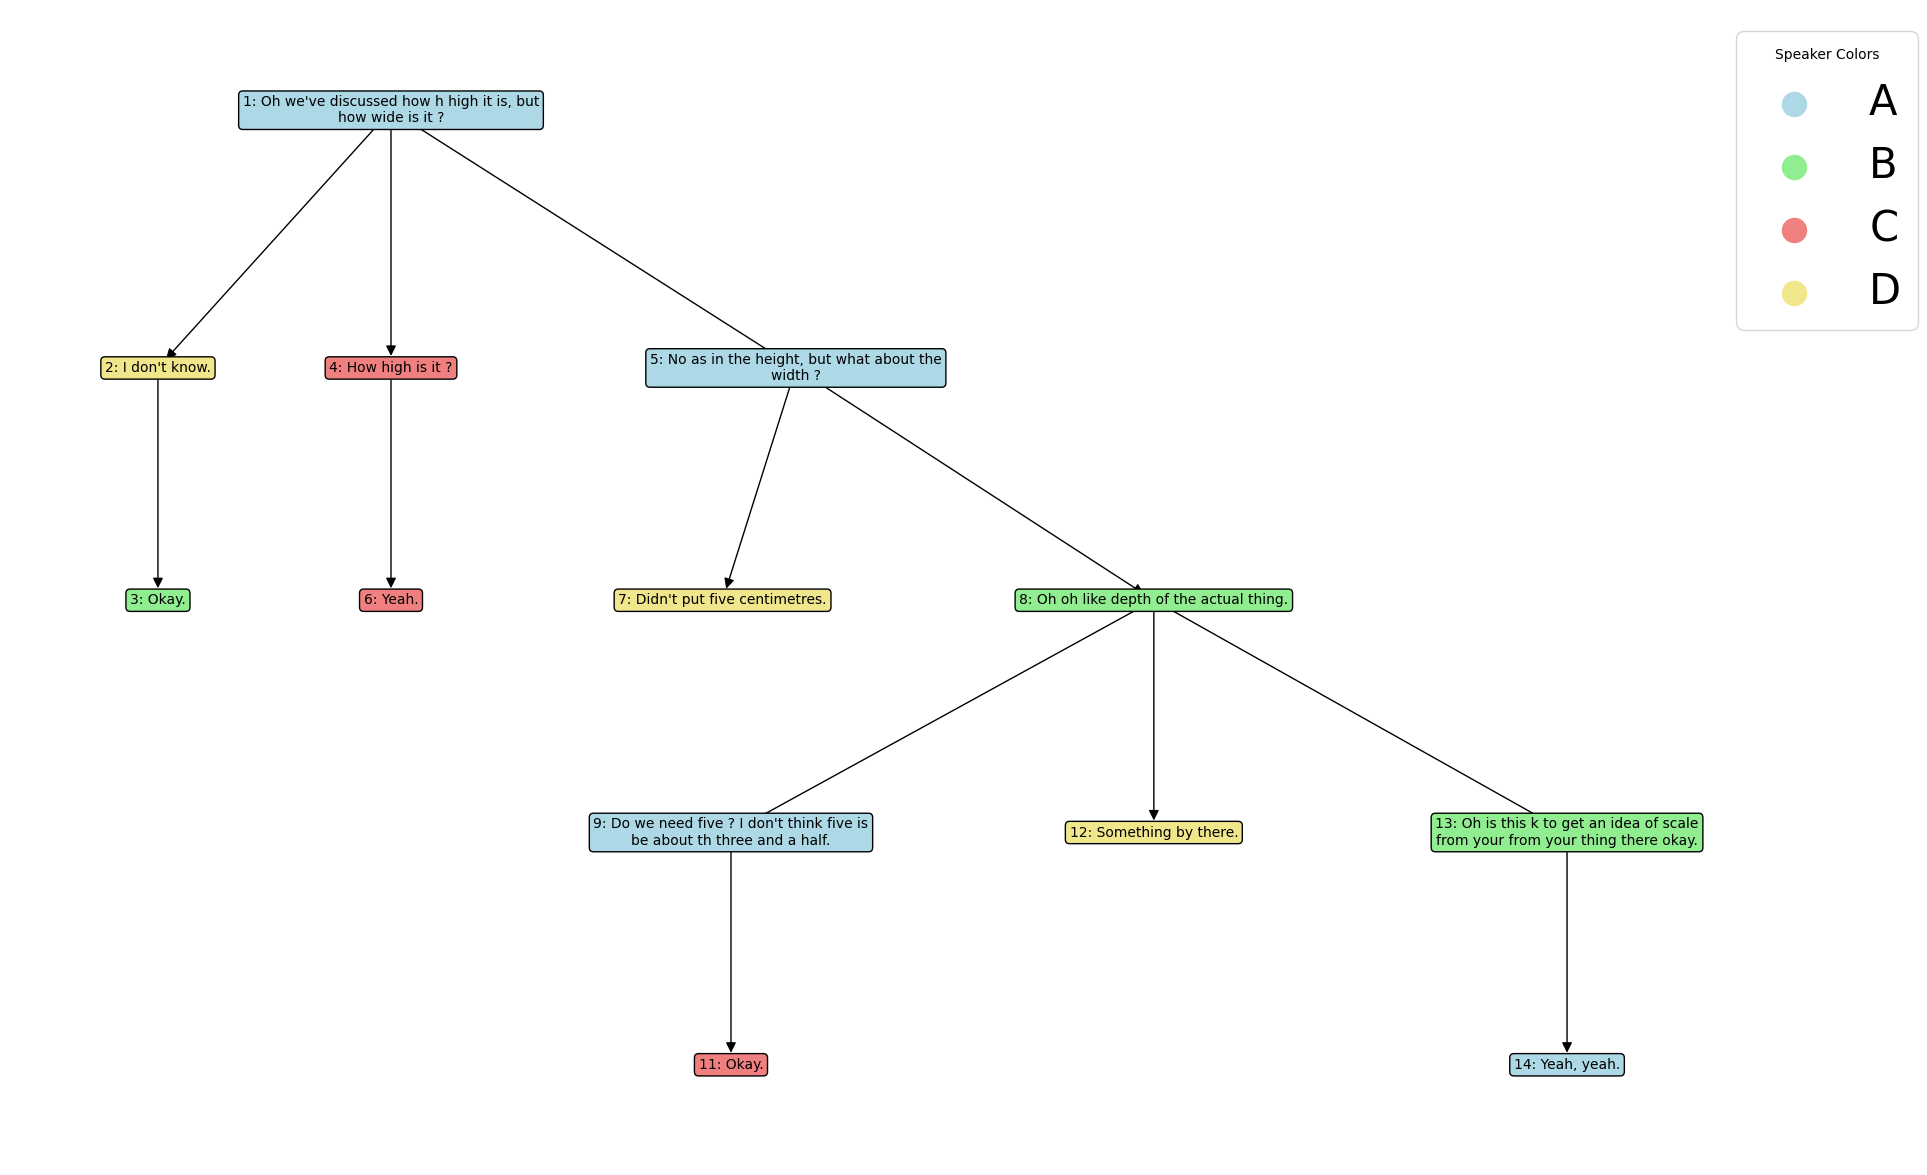 Speaker Colors
A
B
C
D
1: Oh we've discussed how h high it is, but
how wide is it ?
2: I don't know.
4: How high is it ?
5: No as in the height, but what about the
width ?
3: Okay.
6: Yeah.
7: Didn't put five centimetres.
8: Oh oh like depth of the actual thing.
9: Do we need five ? I don't think five is
be about th three and a half.
12: Something by there.
13: Oh is this k to get an idea of scale
from your from your thing there okay.
11: Okay.
14: Yeah, yeah.